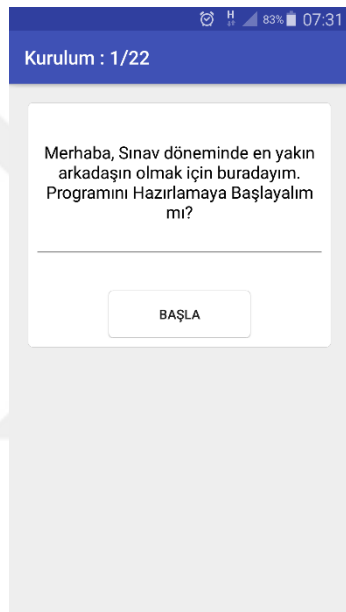 H 83% 07:31
Kurulum : 1/22
Merhaba, Sınav döneminde en yakın
arkadaşın olmak için buradayım.
Programını Hazırlamaya Başlayalım
mı?
BAŞLA